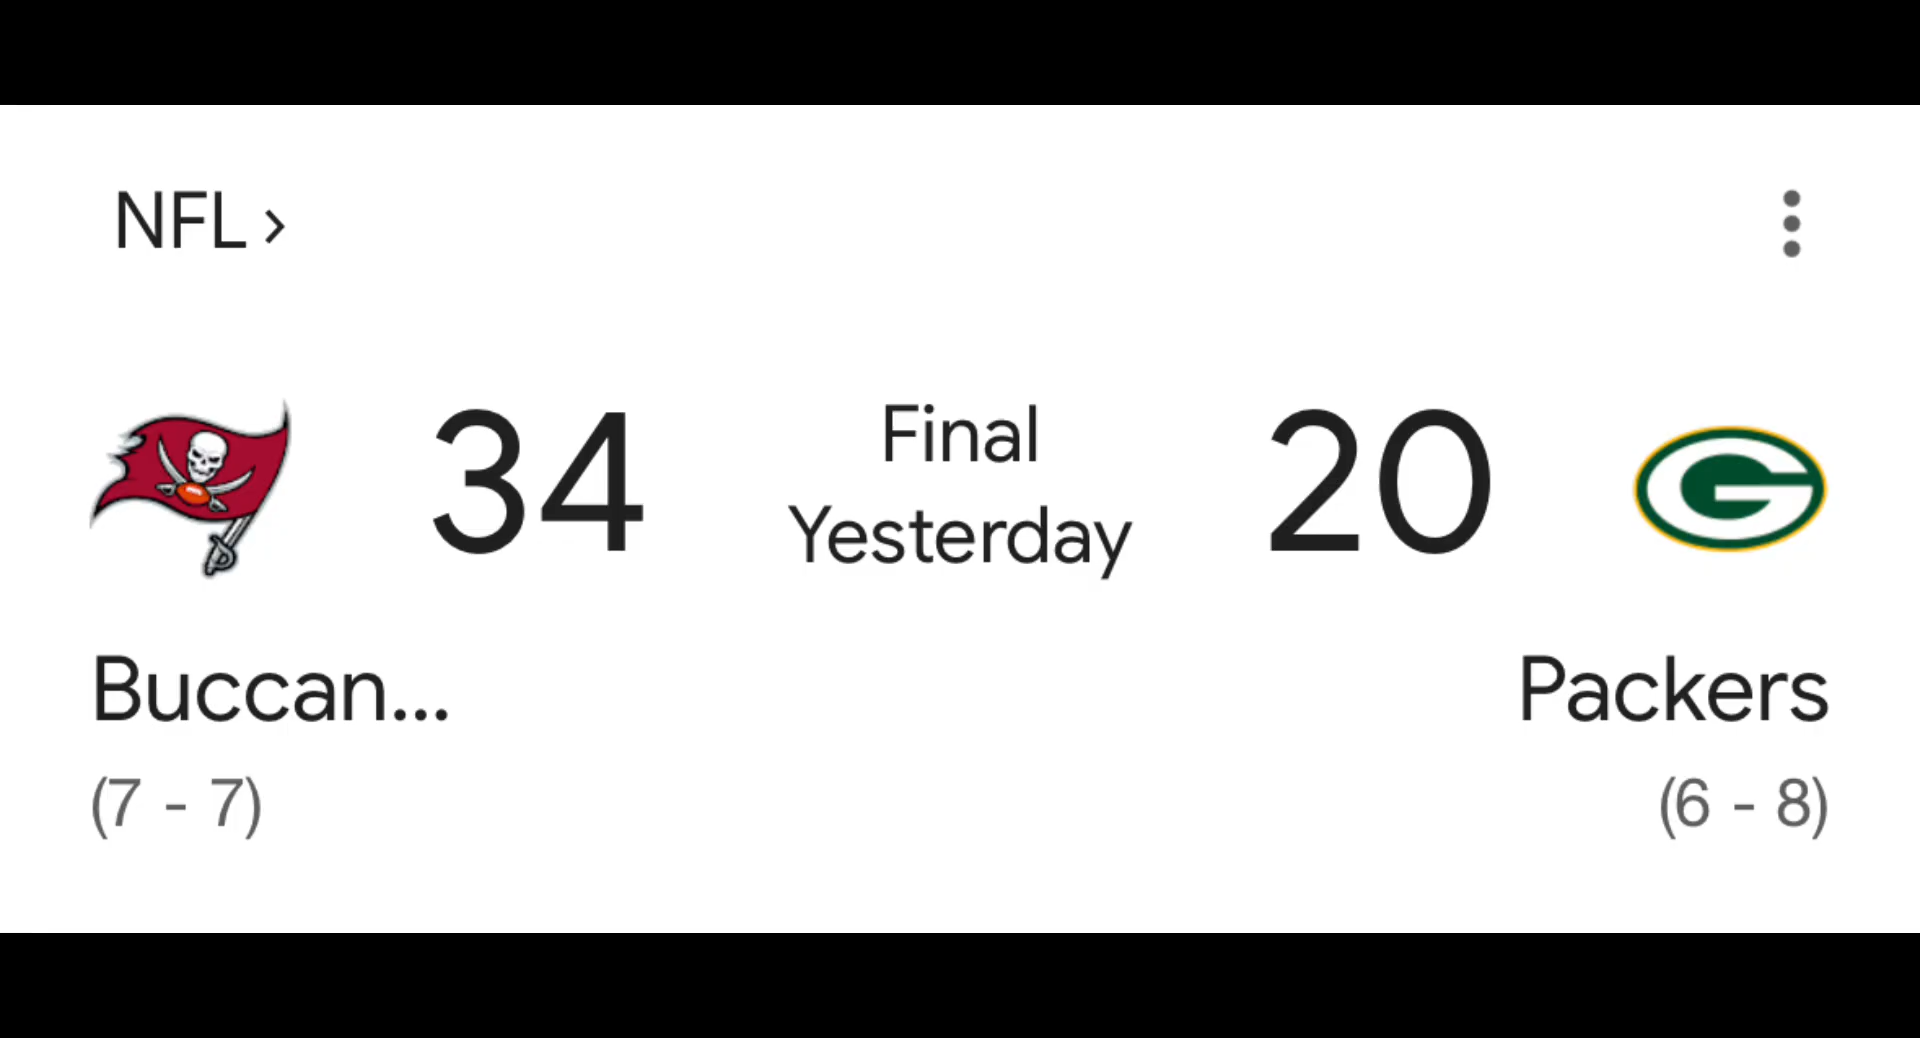 NFL >
34 Final 20
Yesterday
Buccan... Packers
(7 - 7) (6 - 8)